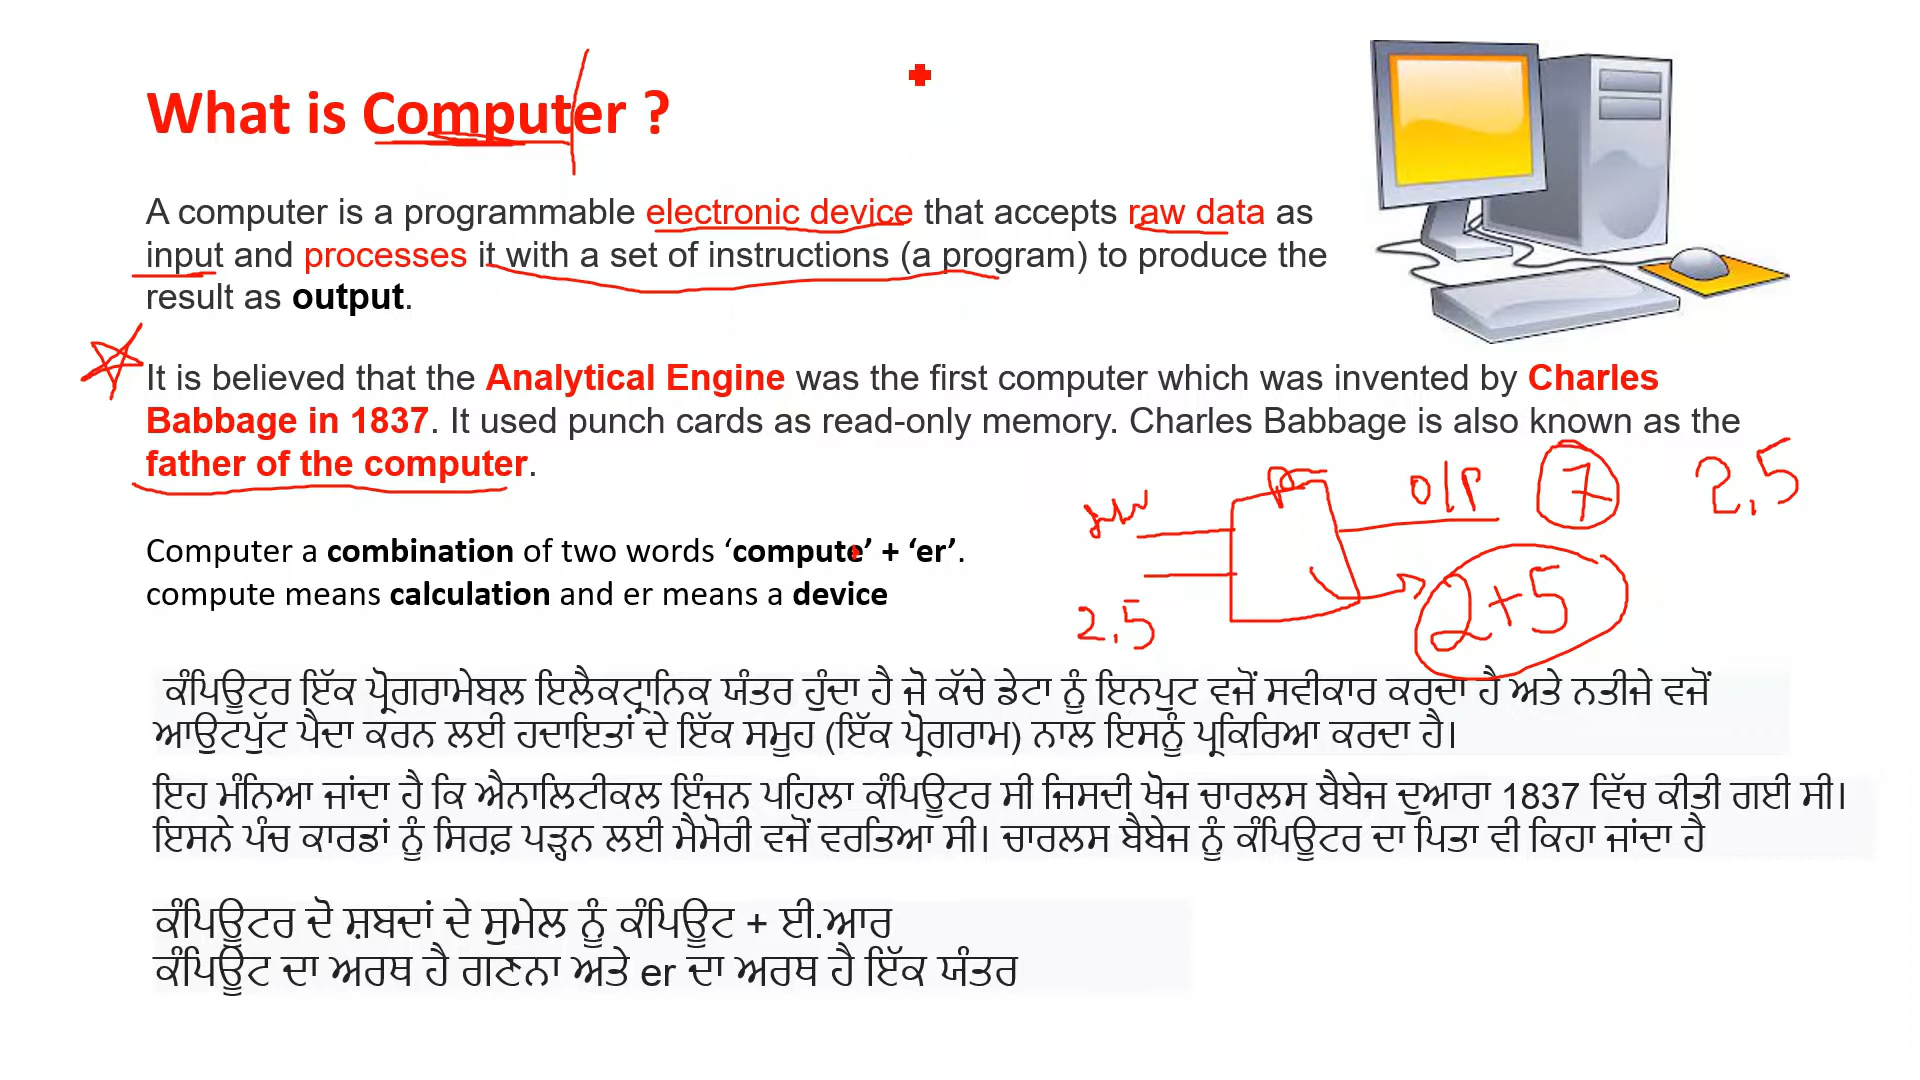 What is Computer ?
A computer is a programmable electronic device that accepts raw data as
input and processes it with a set of instructions (a program) to produce the
result as output.
It is believed that the Analytical Engine was the first computer which was invented by Charles
Babbage in 1837. It used punch cards as read-only memory. Charles Babbage is also known as the
father of the computer.
o/p 7 2,5
Computer a combination of two words ‘compute’ + ‘er’.
compute means calculation and er means a device
2,5 2+5
ਕੰਪਿਊਟਰ ਇੱਕ ਪ੍ਰੋਗਰਾਮੇਬਲ ਇਲੈਕਟ੍ਰਾਨਿਕ ਯੰਤਰ ਹੁੰਦਾ ਹੈ ਜੋ ਕੱਚੇ ਡੇਟਾ ਨੂੰ ਇਨਪੁਟ ਵਜੋਂ ਸਵੀਕਾਰ ਕਰਦਾ ਹੈ ਅਤੇ ਨਤੀਜੇ ਵਜੋਂ
ਆਉਟਪੁੱਟ ਪੈਦਾ ਕਰਨ ਲਈ ਹਦਾਇਤਾਂ ਦੇ ਇੱਕ ਸਮੂਹ (ਇੱਕ ਪ੍ਰੋਗਰਾਮ) ਨਾਲ ਇਸਨੂੰ ਪ੍ਰਕਿਰਿਆ ਕਰਦਾ ਹੈ।
ਇਹ ਮੰਨਿਆ ਜਾਂਦਾ ਹੈ ਕਿ ਐਨਾਲਿਟੀਕਲ ਇੰਜਨ ਪਹਿਲਾ ਕੰਪਿਊਟਰ ਸੀ ਜਿਸਦੀ ਖੋਜ ਚਾਰਲਸ ਬੈਬੇਜ ਦੁਆਰਾ 1837 ਵਿੱਚ ਕੀਤੀ ਗਈ ਸੀ।
ਇਸਨੇ ਪੰਚ ਕਾਰਡਾਂ ਨੂੰ ਸਿਰਫ਼ ਪੜ੍ਹਨ ਲਈ ਮੈਮੋਰੀ ਵਜੋਂ ਵਰਤਿਆ ਸੀ। ਚਾਰਲਸ ਬੈਬੇਜ ਨੂੰ ਕੰਪਿਊਟਰ ਦਾ ਪਿਤਾ ਵੀ ਕਿਹਾ ਜਾਂਦਾ ਹੈ
ਕੰਪਿਊਟਰ ਦੋ ਸ਼ਬਦਾਂ ਦੇ ਸੁਮੇਲ ਨੂੰ ਕੰਪਿਊਟ + ਈ.ਆਰ
ਕੰਪਿਊਟ ਦਾ ਅਰਥ ਹੈ ਗਣਨਾ ਅਤੇ er ਦਾ ਅਰਥ ਹੈ ਇੱਕ ਯੰਤਰ